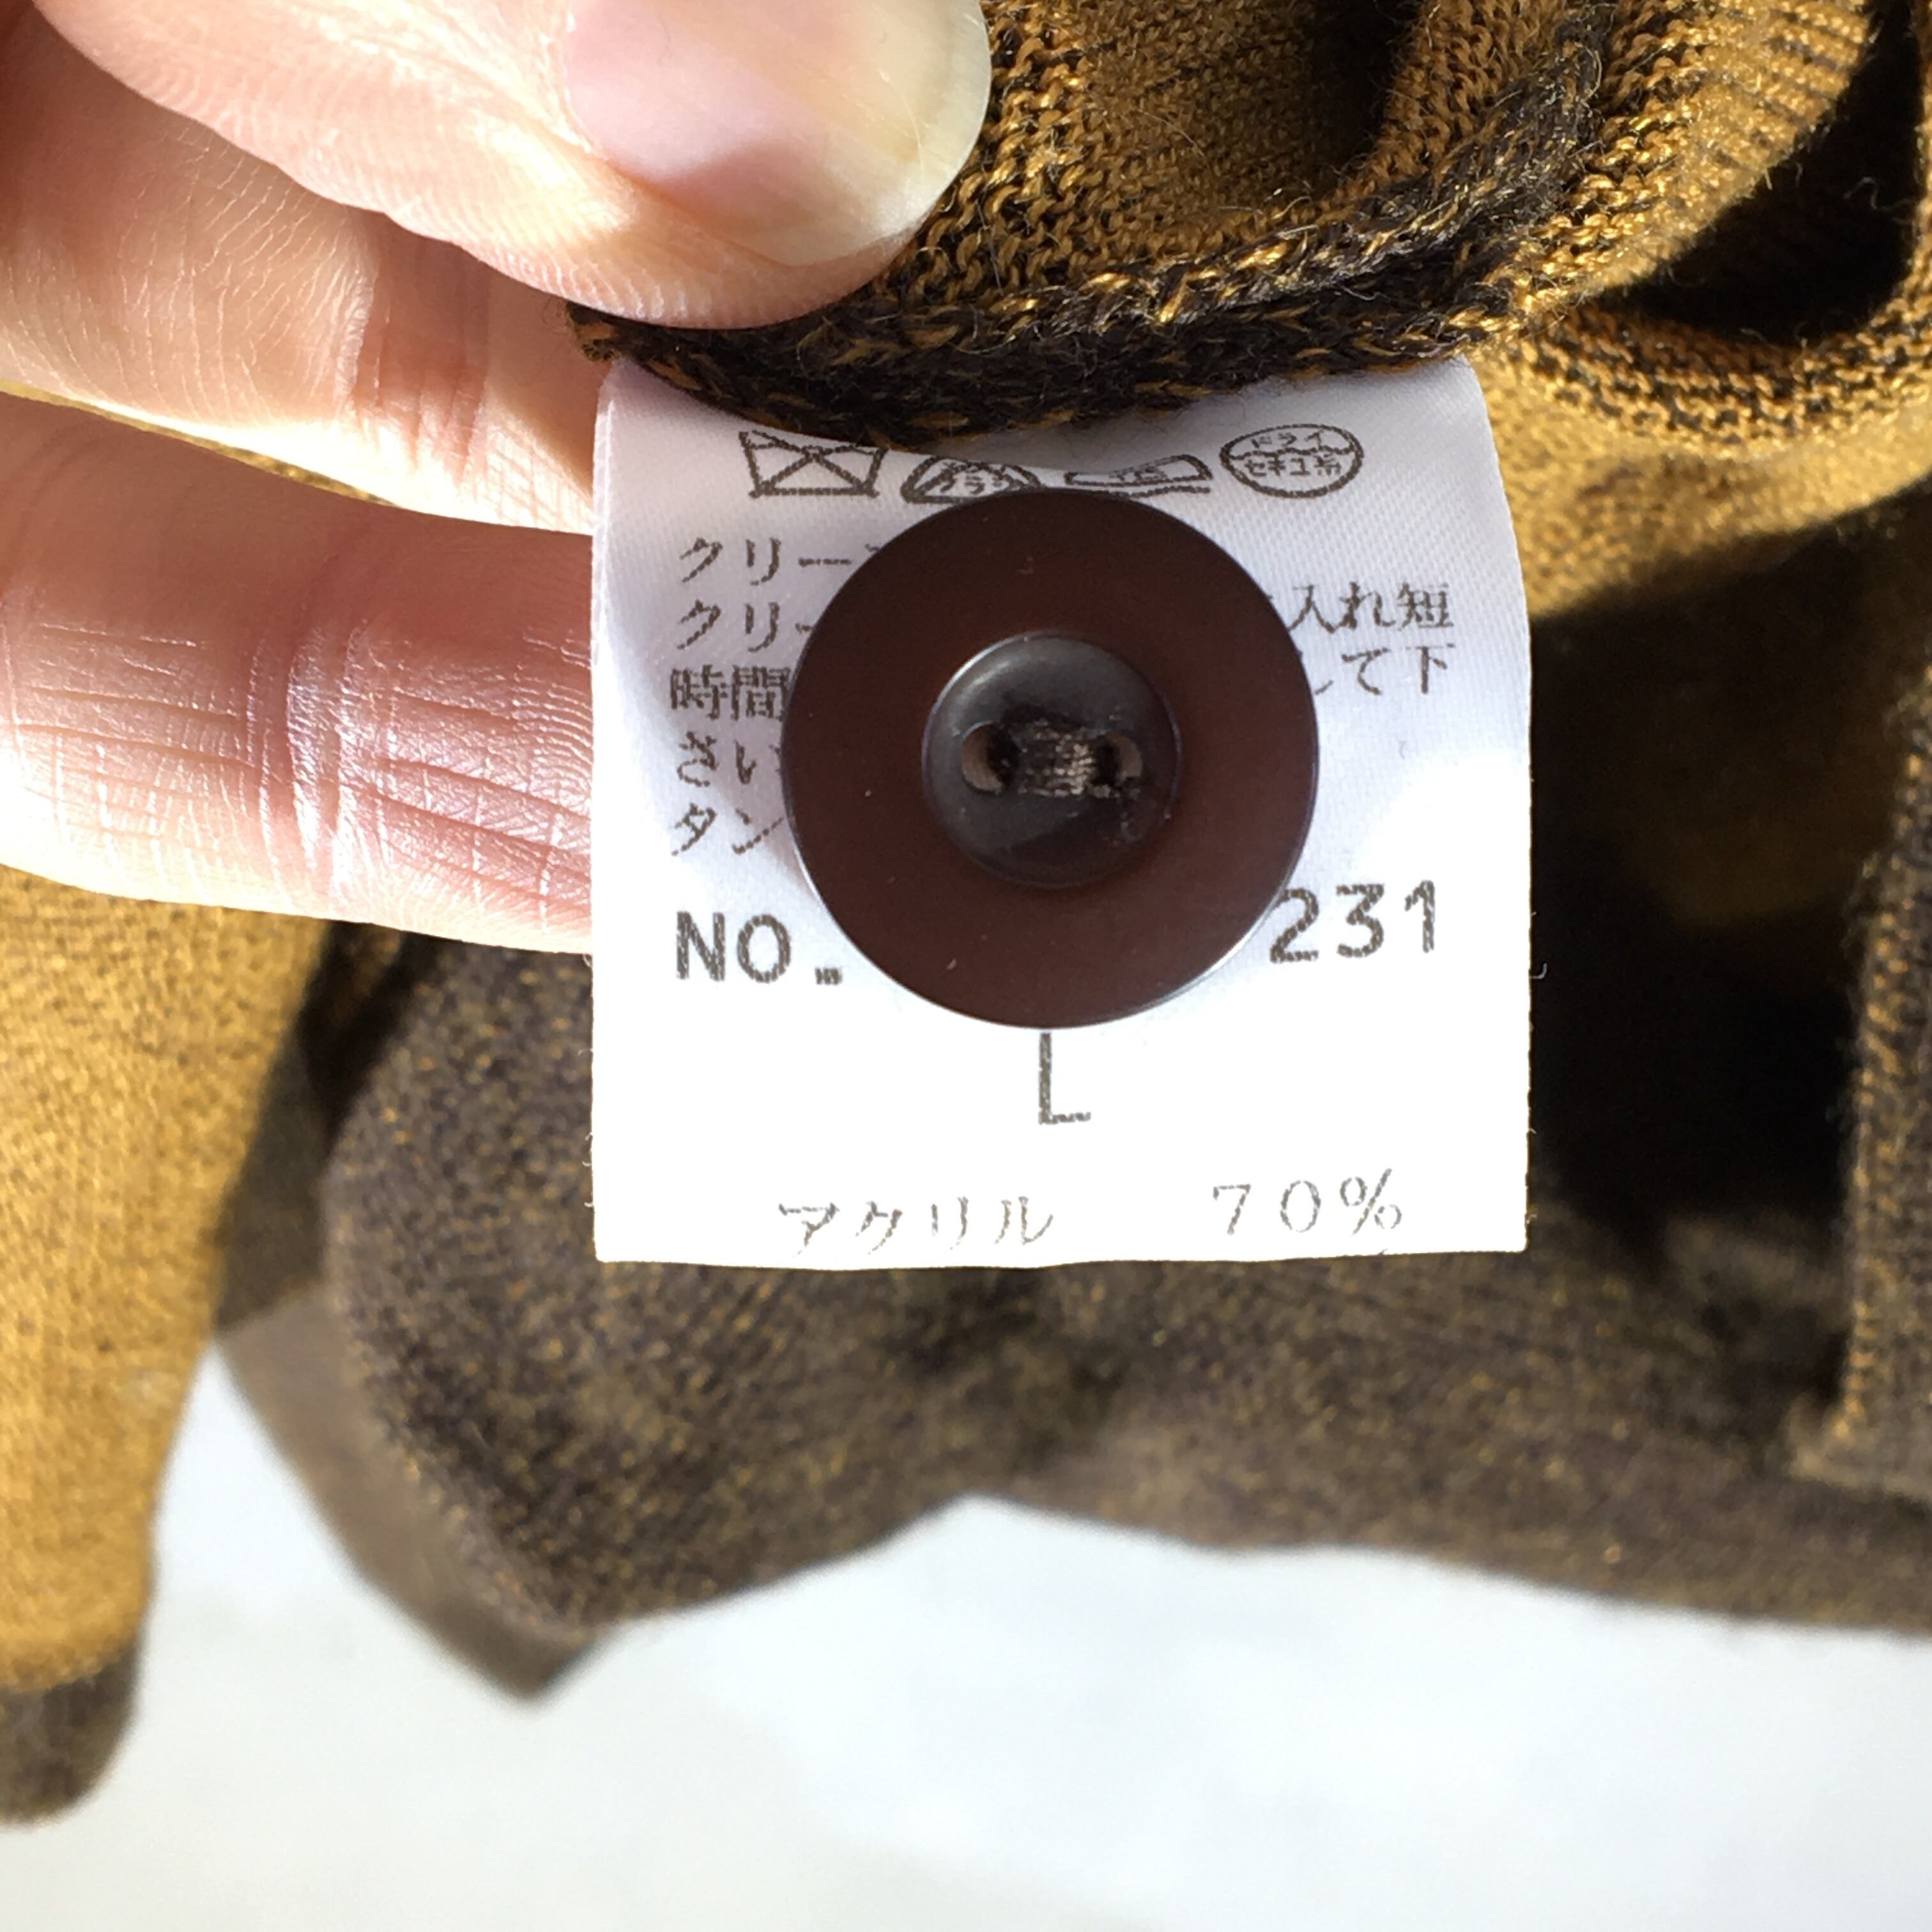 ドライ
セキユ系
クリー
クリー 入れ短
時間 して下
さい
タン
NO. 231
L
アクリル 70%